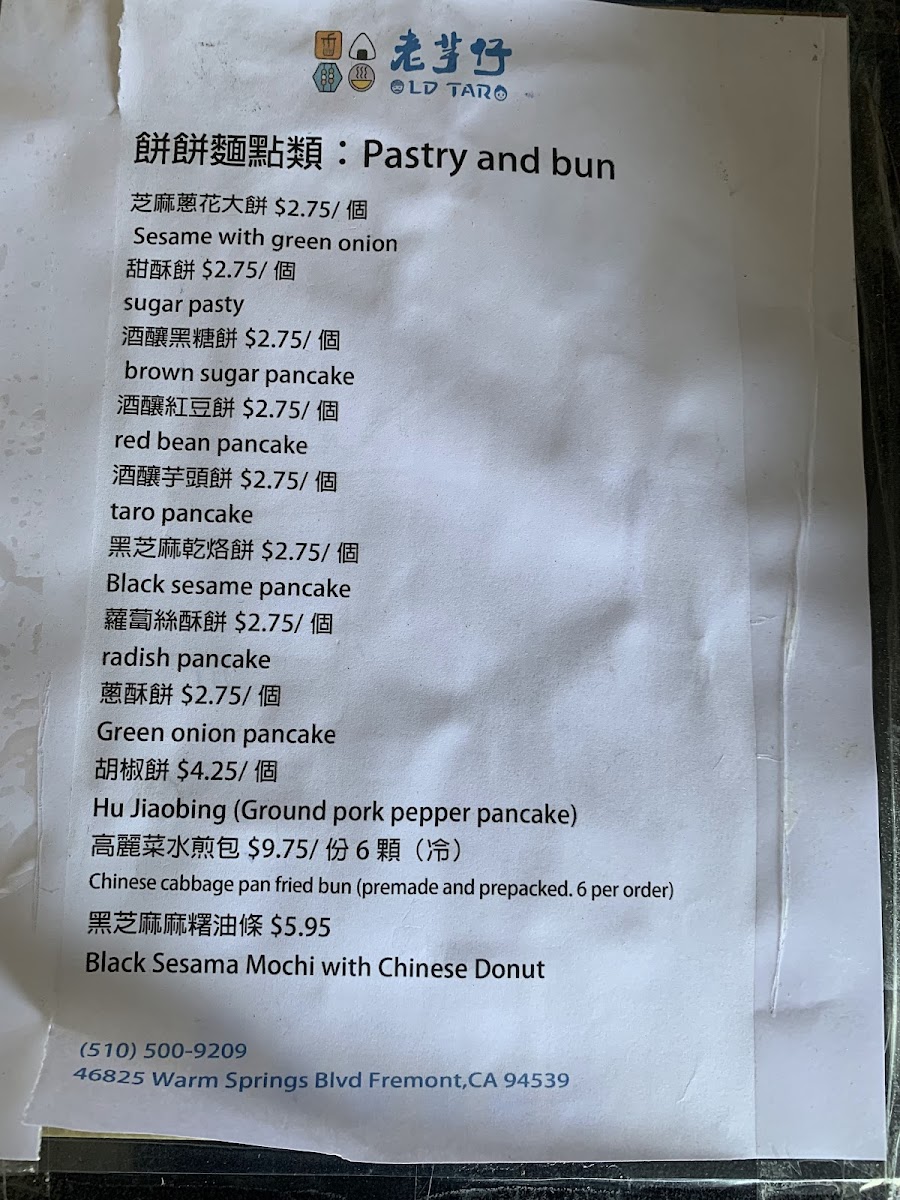 老芋仔
OLD TARO
餅餅麵點類：Pastry and bun
芝麻蔥花大餅 $2.75/ 個
Sesame with green onion
甜酥餅 $2.75/ 個
sugar pasty
酒釀黑糖餅 $2.75/ 個
brown sugar pancake
酒釀紅豆餅 $2.75/ 個
red bean pancake
酒釀芋頭餅 $2.75/ 個
taro pancake
黑芝麻乾烙餅 $2.75/ 個
Black sesame pancake
蘿蔔絲酥餅 $2.75/ 個
radish pancake
蔥酥餅 $2.75/ 個
Green onion pancake
胡椒餅 $4.25/ 個
Hu Jiaobing (Ground pork pepper pancake)
高麗菜水煎包 $9.75/ 份 6 顆（冷）
Chinese cabbage pan fried bun (premade and prepacked. 6 per order)
黑芝麻麻糬油條 $5.95
Black Sesama Mochi with Chinese Donut
(510) 500-9209
46825 Warm Springs Blvd Fremont,CA 94539